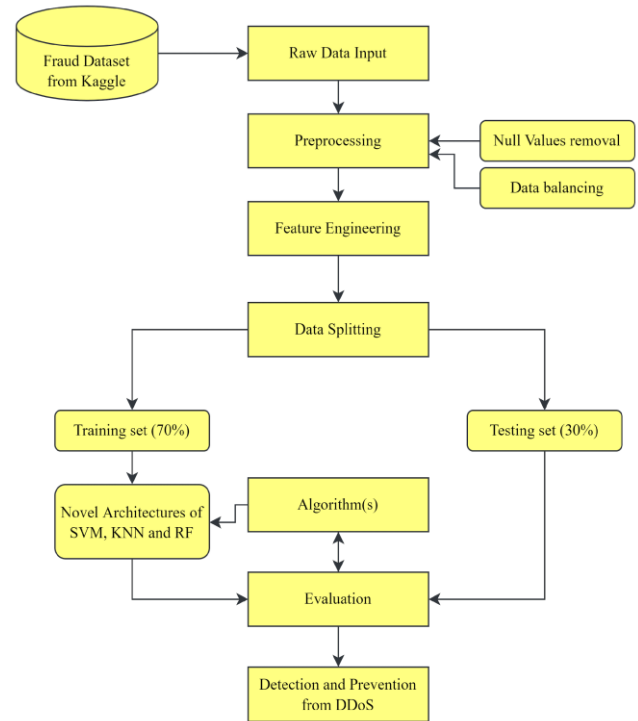 Fraud Dataset
from Kaggle
Raw Data Input
Preprocessing
Null Values removal
Data balancing
Feature Engineering
Data Splitting
Training set (70%)
Testing set (30%)
Novel Architectures of
SVM, KNN and RF
Algorithm(s)
Evaluation
Detection and Prevention
from DDoS